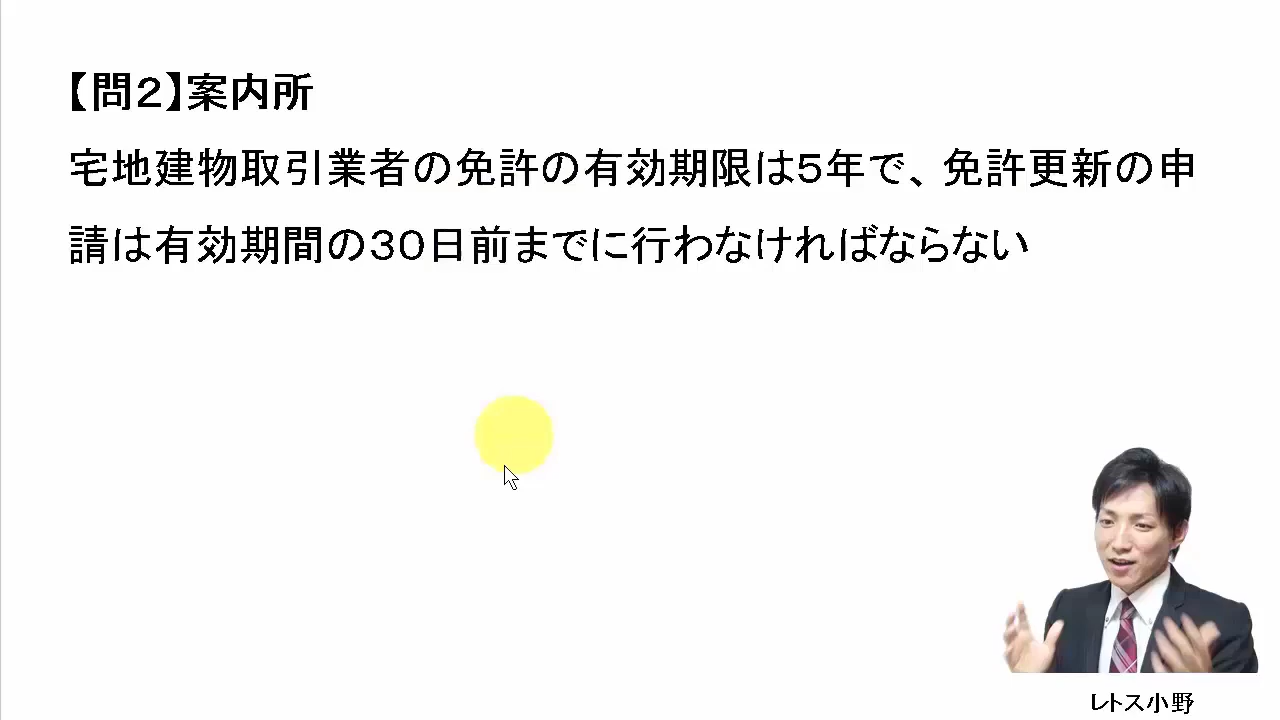 【問２】案内所
宅地建物取引業者の免許の有効期限は５年で、免許更新の申
請は有効期間の３０日前までに行わなければならない
レトス小野